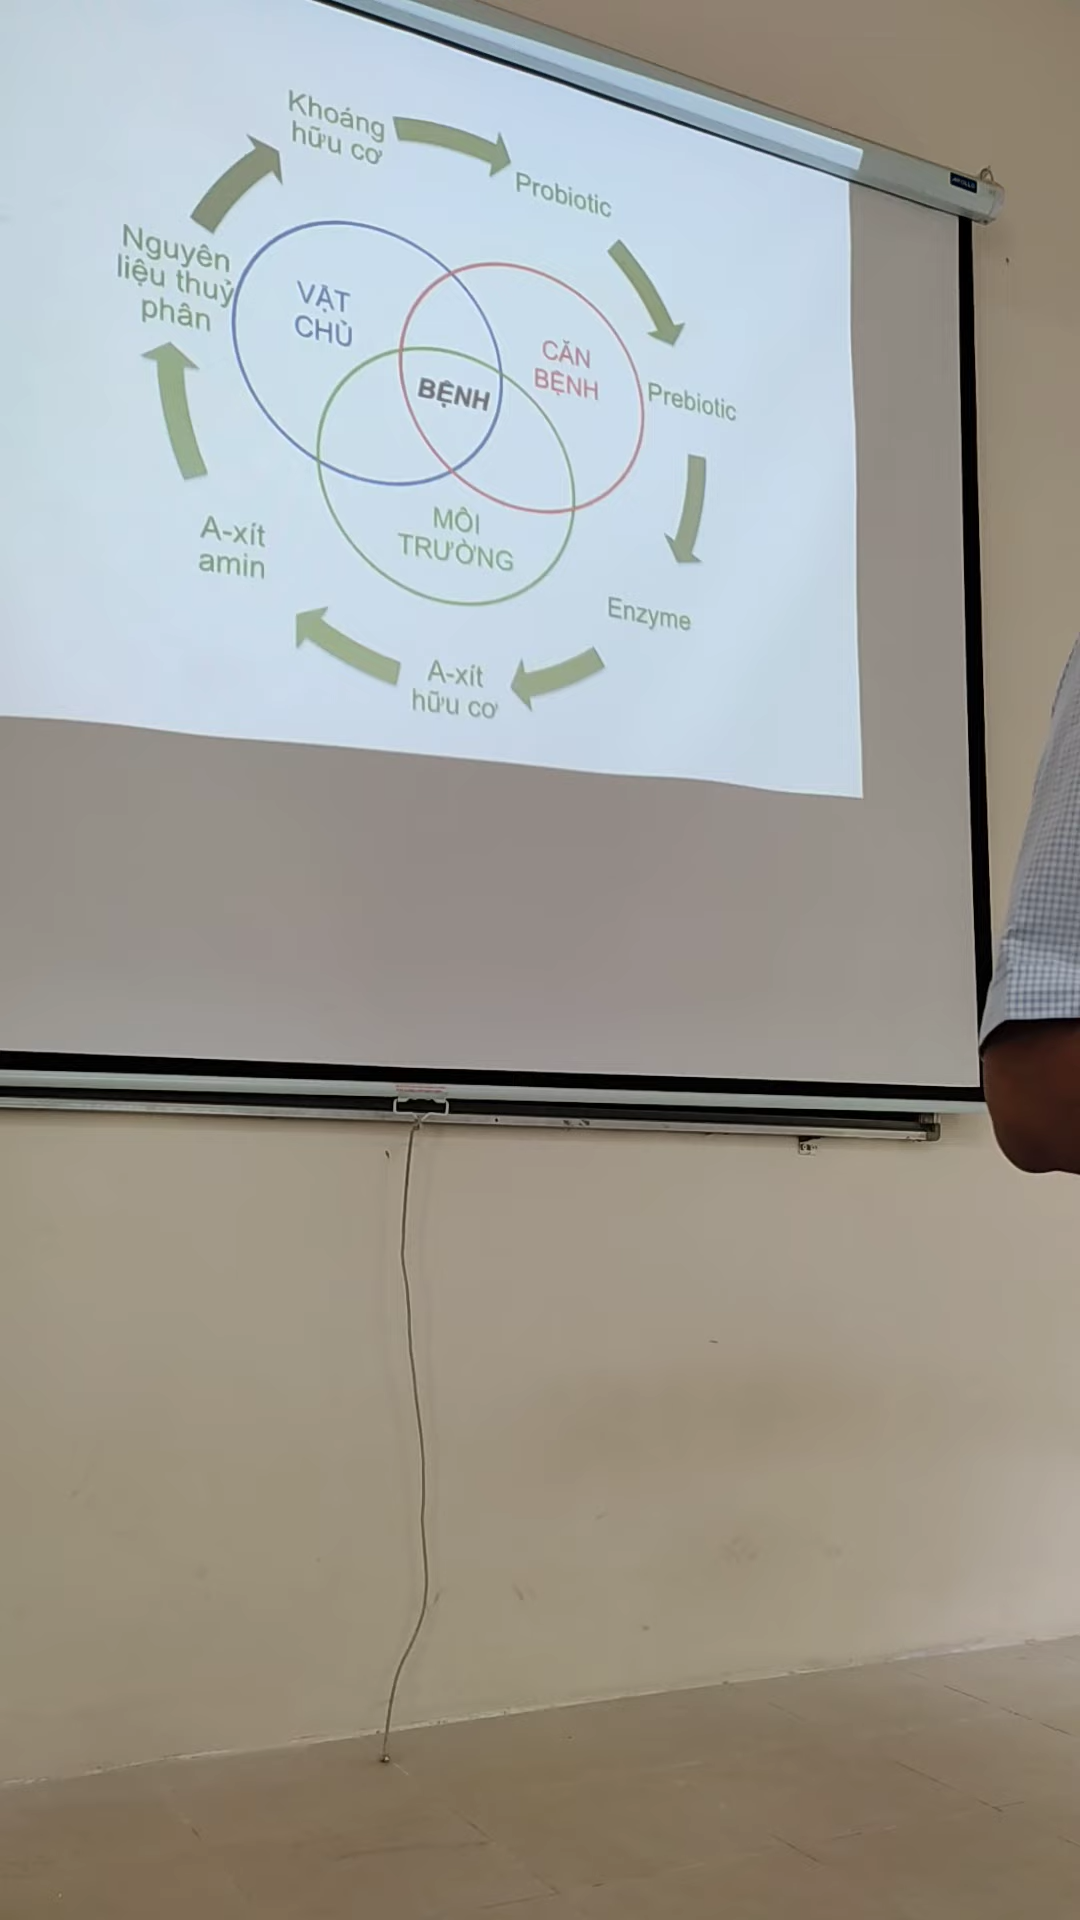 Khoáng
hữu cơ
Probiotic
Nguyên
liệu thuỷ
phân
VẬT
CHỦ
CĂN
BỆNH
BỆNH
Prebiotic
MÔI
TRƯỜNG
A-xít
amin
Enzyme
A-xít
hữu cơ